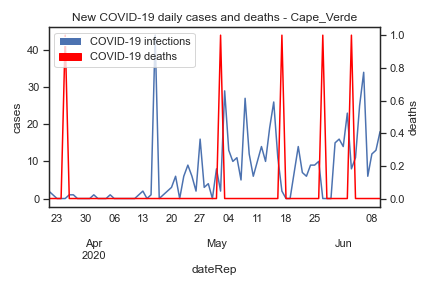 New COVID-19 daily cases and deaths - Cape_Verde
COVID-19 infections
COVID-19 deaths
cases
40
30
20
10
0
deaths
1.0
0.8
0.6
0.4
0.2
0.0
23 30 06 13 20 27 04 11 18 25 08
Apr May Jun
2020
dateRep